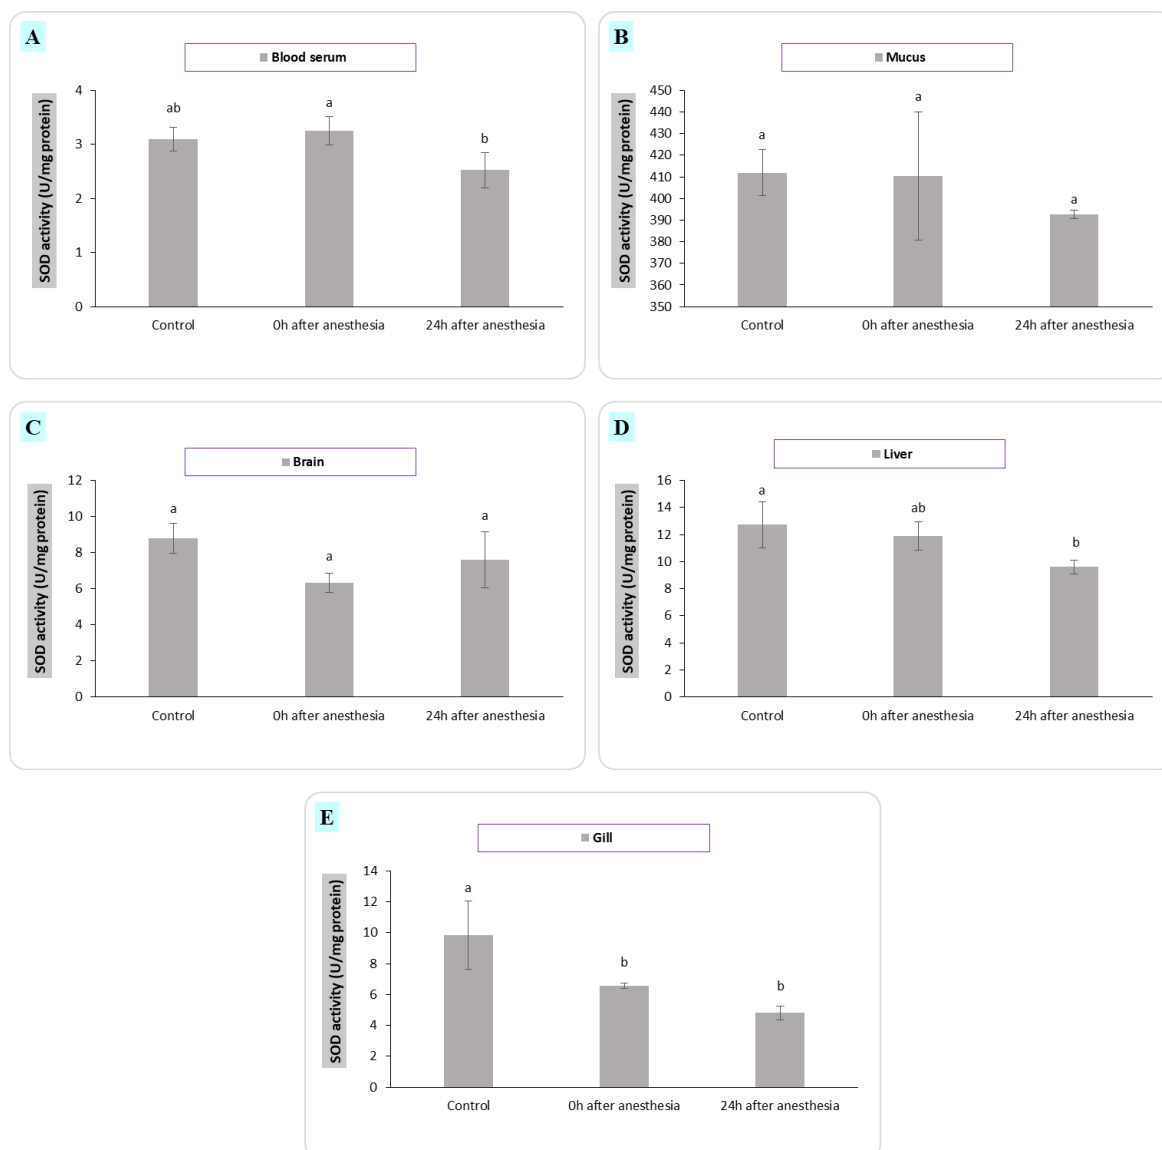 A
Blood serum
SOD activity (U/mg protein)
4
3
2
1
0
ab
a
b
Control
0h after anesthesia
24h after anesthesia
B
Mucus
SOD activity (U/mg protein)
450
440
430
420
410
400
390
380
370
360
350
a
a
a
Control
0h after anesthesia
24h after anesthesia
C
Brain
SOD activity (U/mg protein)
12
10
8
6
4
2
0
a
a
a
Control
0h after anesthesia
24h after anesthesia
D
Liver
SOD activity (U/mg protein)
16
14
12
10
8
6
4
2
0
a
ab
b
Control
0h after anesthesia
24h after anesthesia
E
Gill
SOD activity (U/mg protein)
14
12
10
8
6
4
2
0
a
b
b
Control
0h after anesthesia
24h after anesthesia